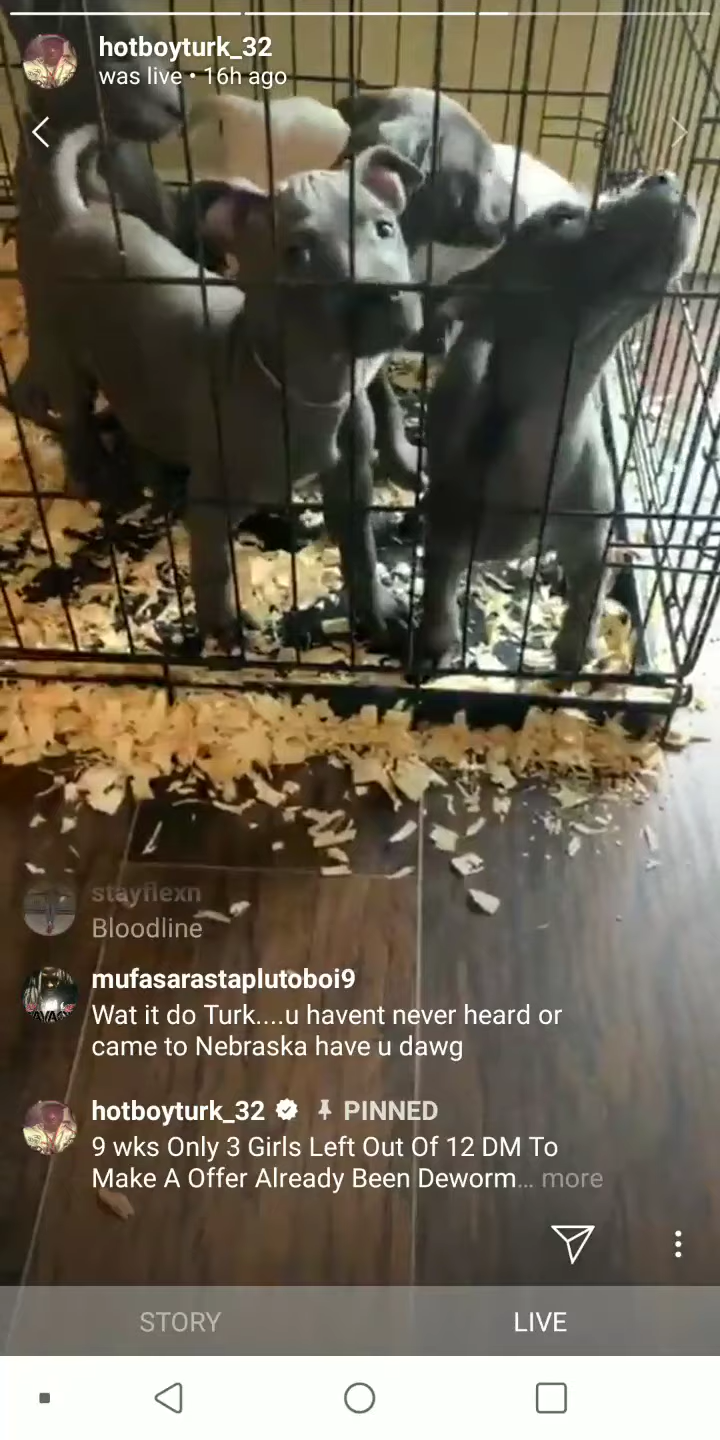 hotboyturk_32
was live • 16h ago
stayflexn
Bloodline
mufasarastaplutoboi9
Wat it do Turk....u havent never heard or
came to Nebraska have u dawg
hotboyturk_32 PINNED
9 wks Only 3 Girls Left Out Of 12 DM To
Make A Offer Already Been Deworm... more
STORY LIVE